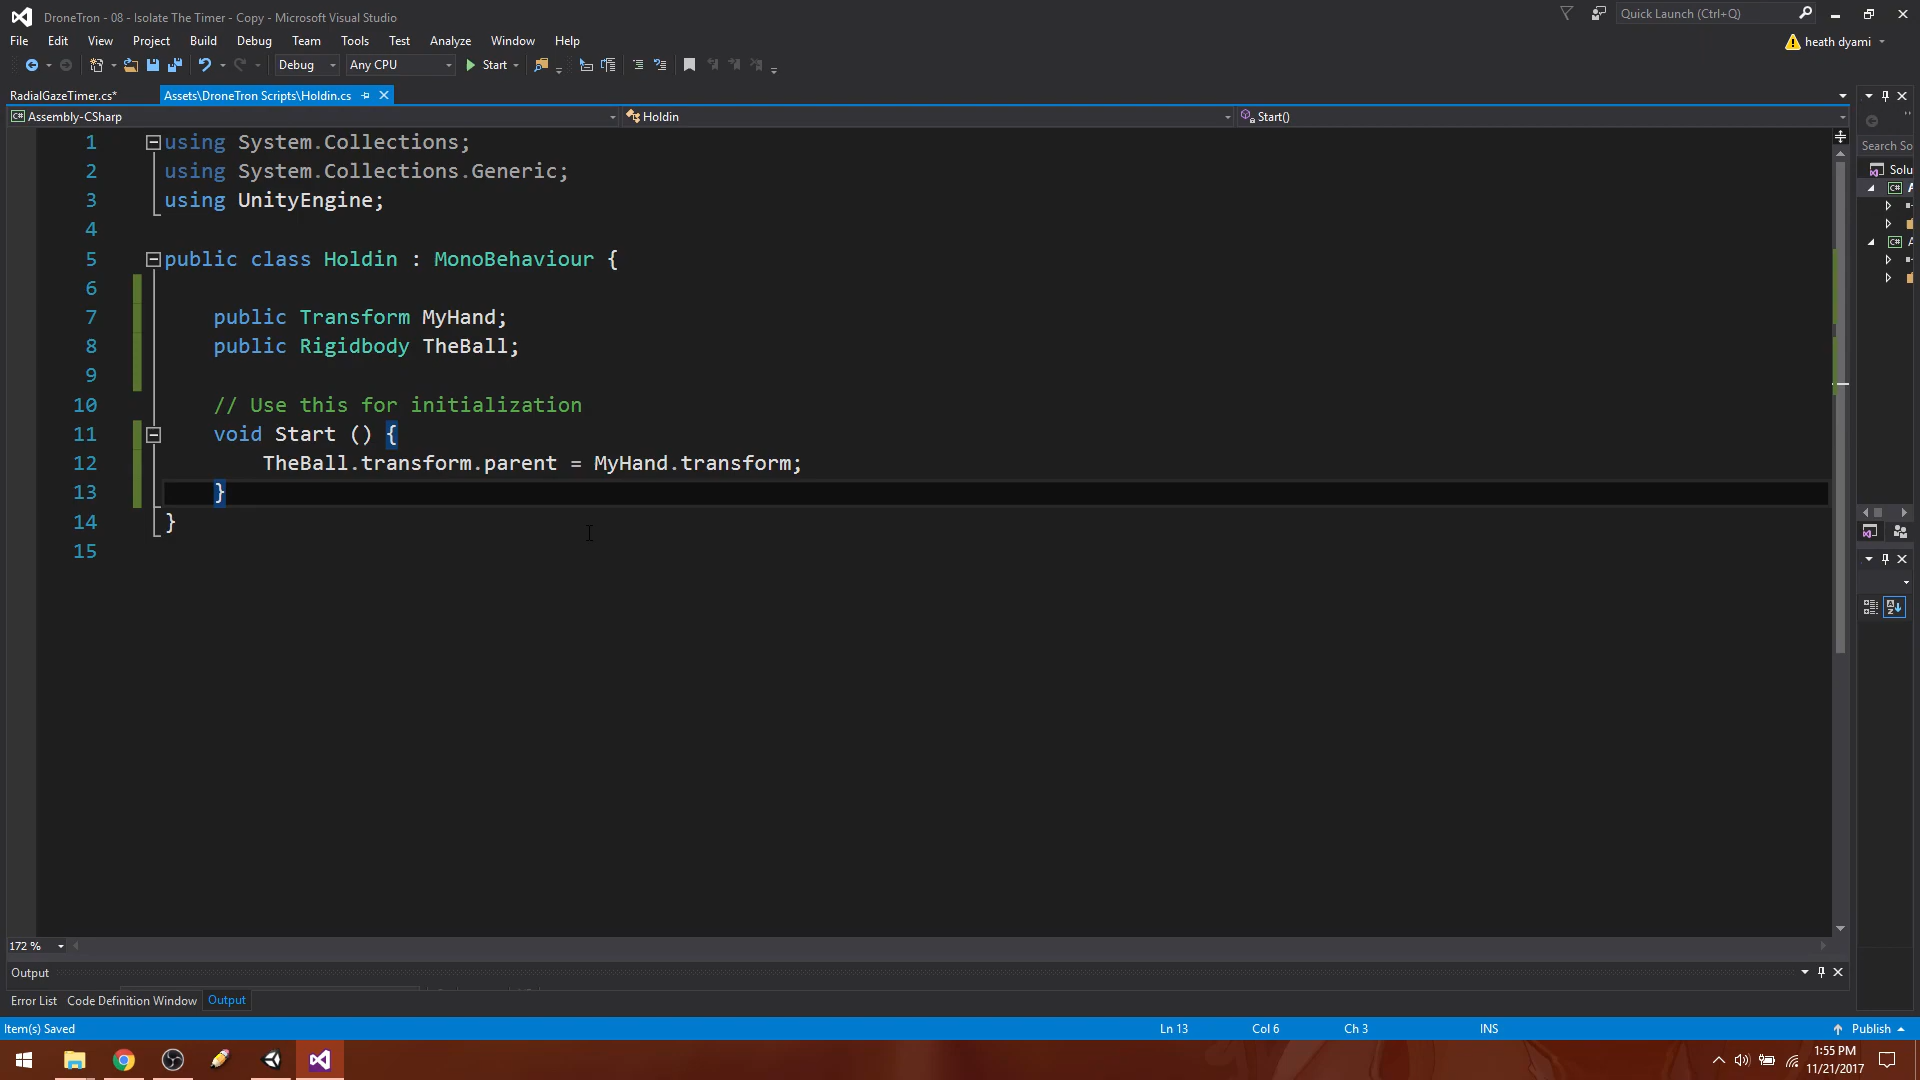 DroneTron - 08 - Isolate The Timer - Copy - Microsoft Visual Studio
Quick Launch (Ctrl+Q)
File Edit View Project Build Debug Team Tools Test Analyze Window Help
heath dyami
Debug Any CPU Start
RadialGazeTimer.cs* Assets\DroneTron Scripts\Holdin.cs
Assembly-CSharp Holdin Start()
1 using System.Collections;
2 using System.Collections.Generic;
3 using UnityEngine;
4
5 public class Holdin : MonoBehaviour {
6
7 public Transform MyHand;
8 public Rigidbody TheBall;
9
10 // Use this for initialization
11 void Start () {
12 TheBall.transform.parent = MyHand.transform;
13 }
14 }
15
Search So
Solu
172 %
Output
Error List Code Definition Window Output
Item(s) Saved Ln 13 Col 6 Ch 3 INS Publish
1:55 PM
11/21/2017